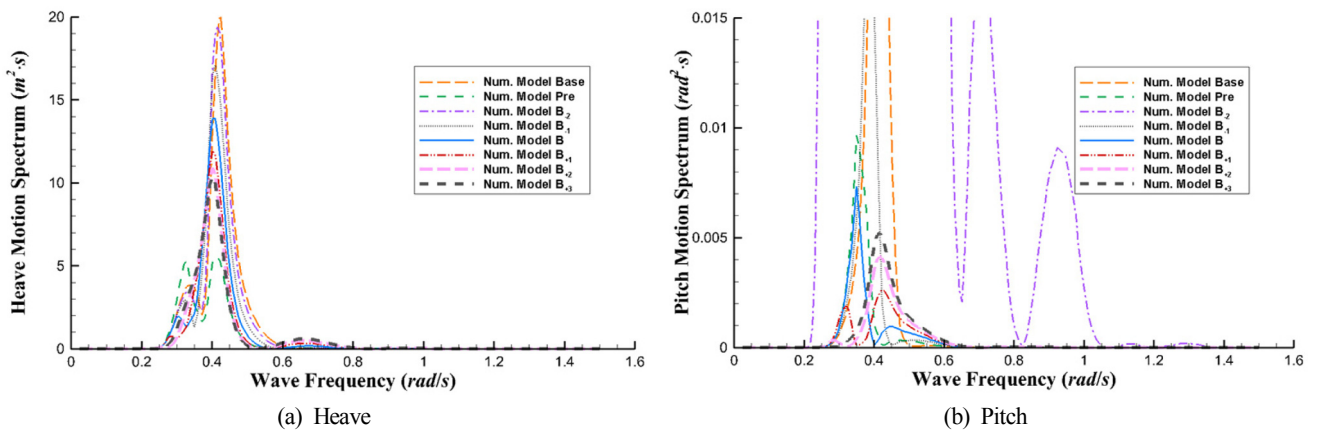 Heave Motion Spectrum (m²·s)
20
15
10
5
0
0
0.2
0.4
0.6
0.8
1
1.2
1.4
1.6
Wave Frequency (rad/s)
Num. Model Base
Num. Model Pre
Num. Model B-2
Num. Model B-1
Num. Model B
Num. Model B+1
Num. Model B+2
Num. Model B+3
(a) Heave
Pitch Motion Spectrum (rad²·s)
0.015
0.01
0.005
0
0
0.2
0.4
0.6
0.8
1
1.2
1.4
1.6
Wave Frequency (rad/s)
Num. Model Base
Num. Model Pre
Num. Model B-2
Num. Model B-1
Num. Model B
Num. Model B+1
Num. Model B+2
Num. Model B+3
(b) Pitch